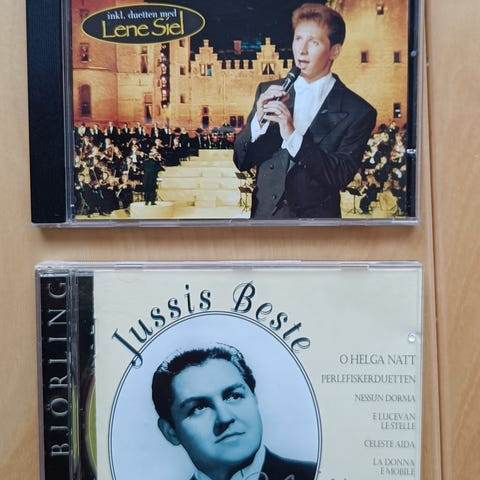 inkl. duetten med
Lene Siel
BJÖRLING
Jussis Beste
O HELGA NATT
PERLEFISKERDUETTEN
NESSUN DORMA
E LUCEVAN
LE STELLE
CELESTE AIDA
LA DONNA
E MOBILE